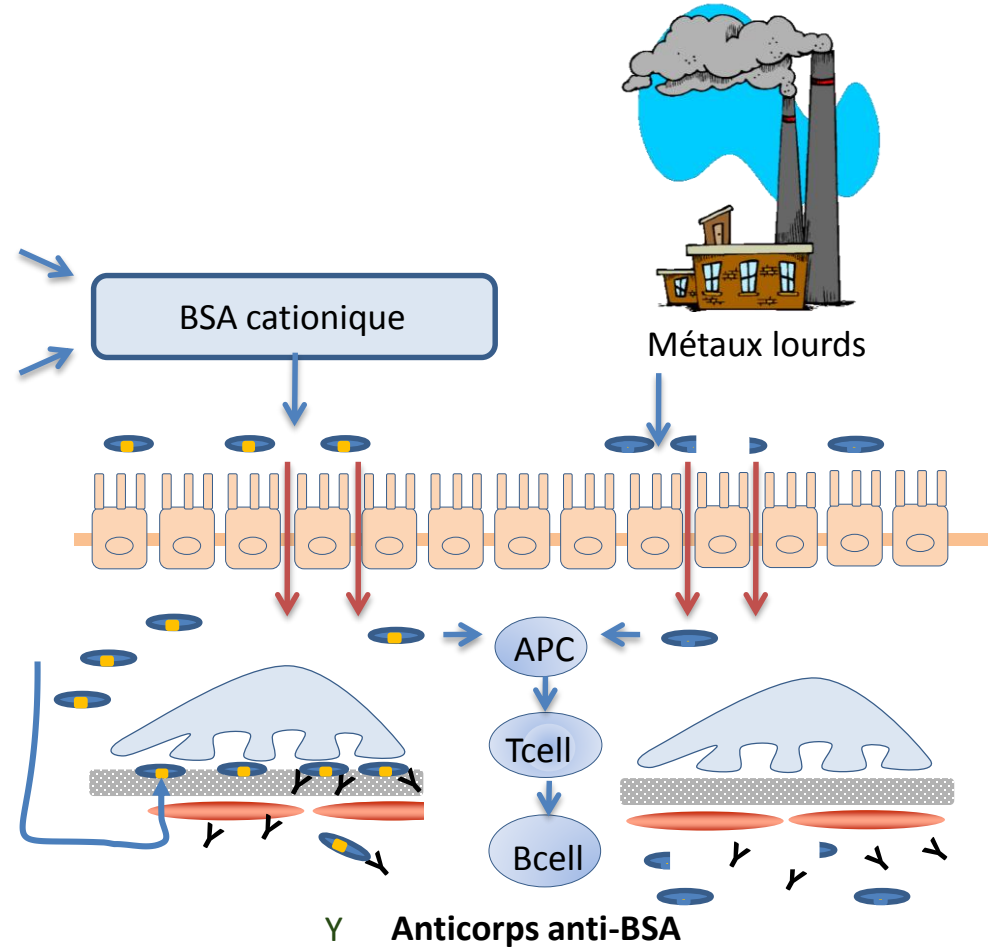 BSA cationique
Métaux lourds
APC
Tcell
Bcell
Y Anticorps anti-BSA